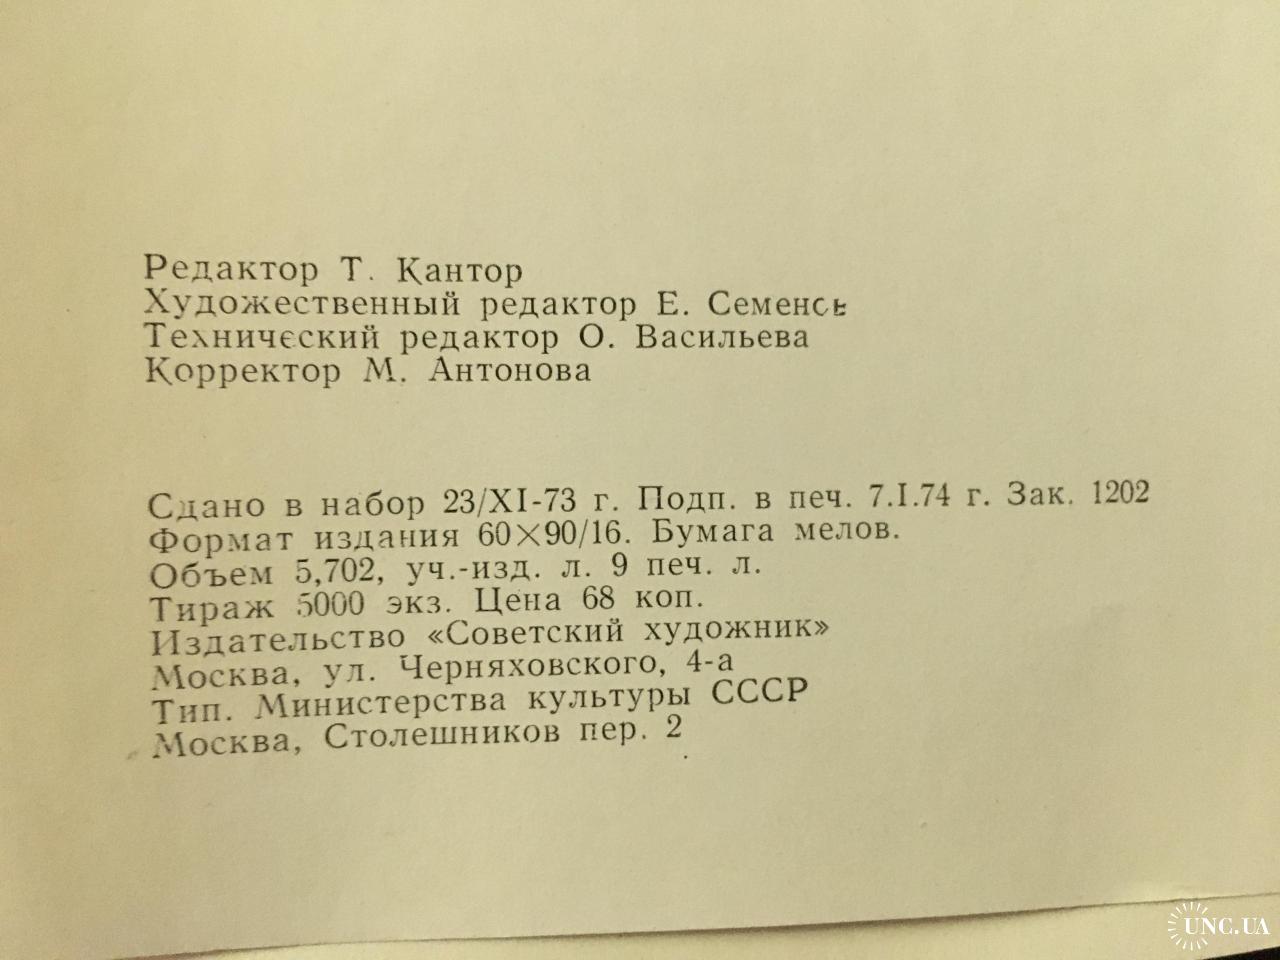 Редактор Т. Кантор
Художественный редактор Е. Семенов
Технический редактор О. Васильева
Корректор М. Антонова
Сдано в набор 23/XI-73 г. Подп. в печ. 7.I.74 г. Зак. 1202
Формат издания 60×90/16. Бумага мелов.
Объем 5,702, уч.-изд. л. 9 печ. л.
Тираж 5000 экз. Цена 68 коп.
Издательство «Советский художник»
Москва, ул. Черняховского, 4-а
Тип. Министерства культуры СССР
Москва, Столешников пер. 2
UNC.UA